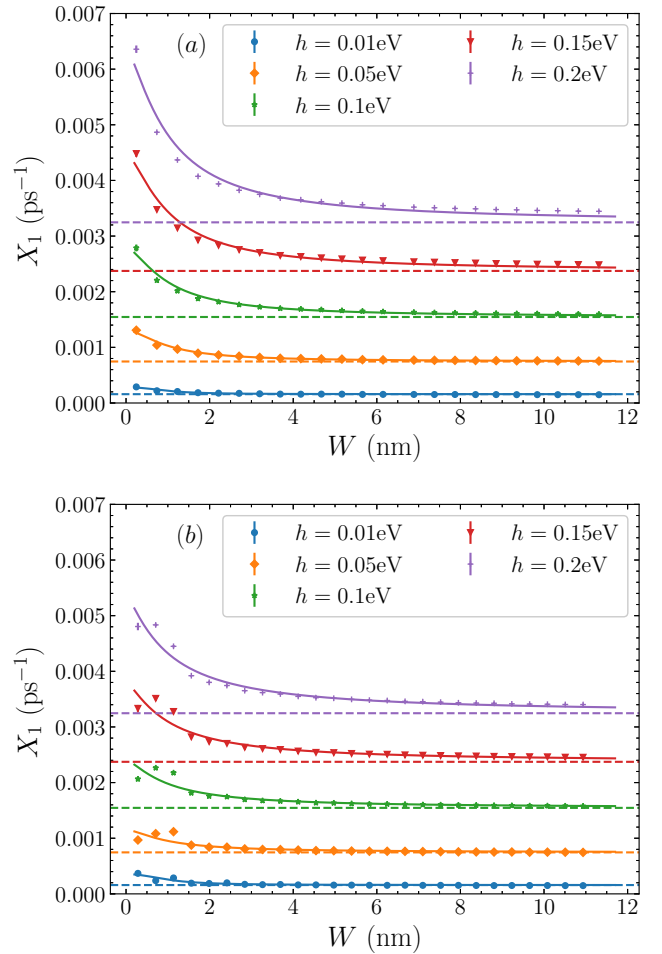 0.007
0.006
0.005
0.004
0.003
0.002
0.001
0.000
X₁ (ps⁻¹)
(a)
h = 0.01eV
h = 0.05eV
h = 0.1eV
h = 0.15eV
h = 0.2eV
0 2 4 6 8 10 12
W (nm)
0.007
0.006
0.005
0.004
0.003
0.002
0.001
0.000
X₁ (ps⁻¹)
(b)
h = 0.01eV
h = 0.05eV
h = 0.1eV
h = 0.15eV
h = 0.2eV
0 2 4 6 8 10 12
W (nm)